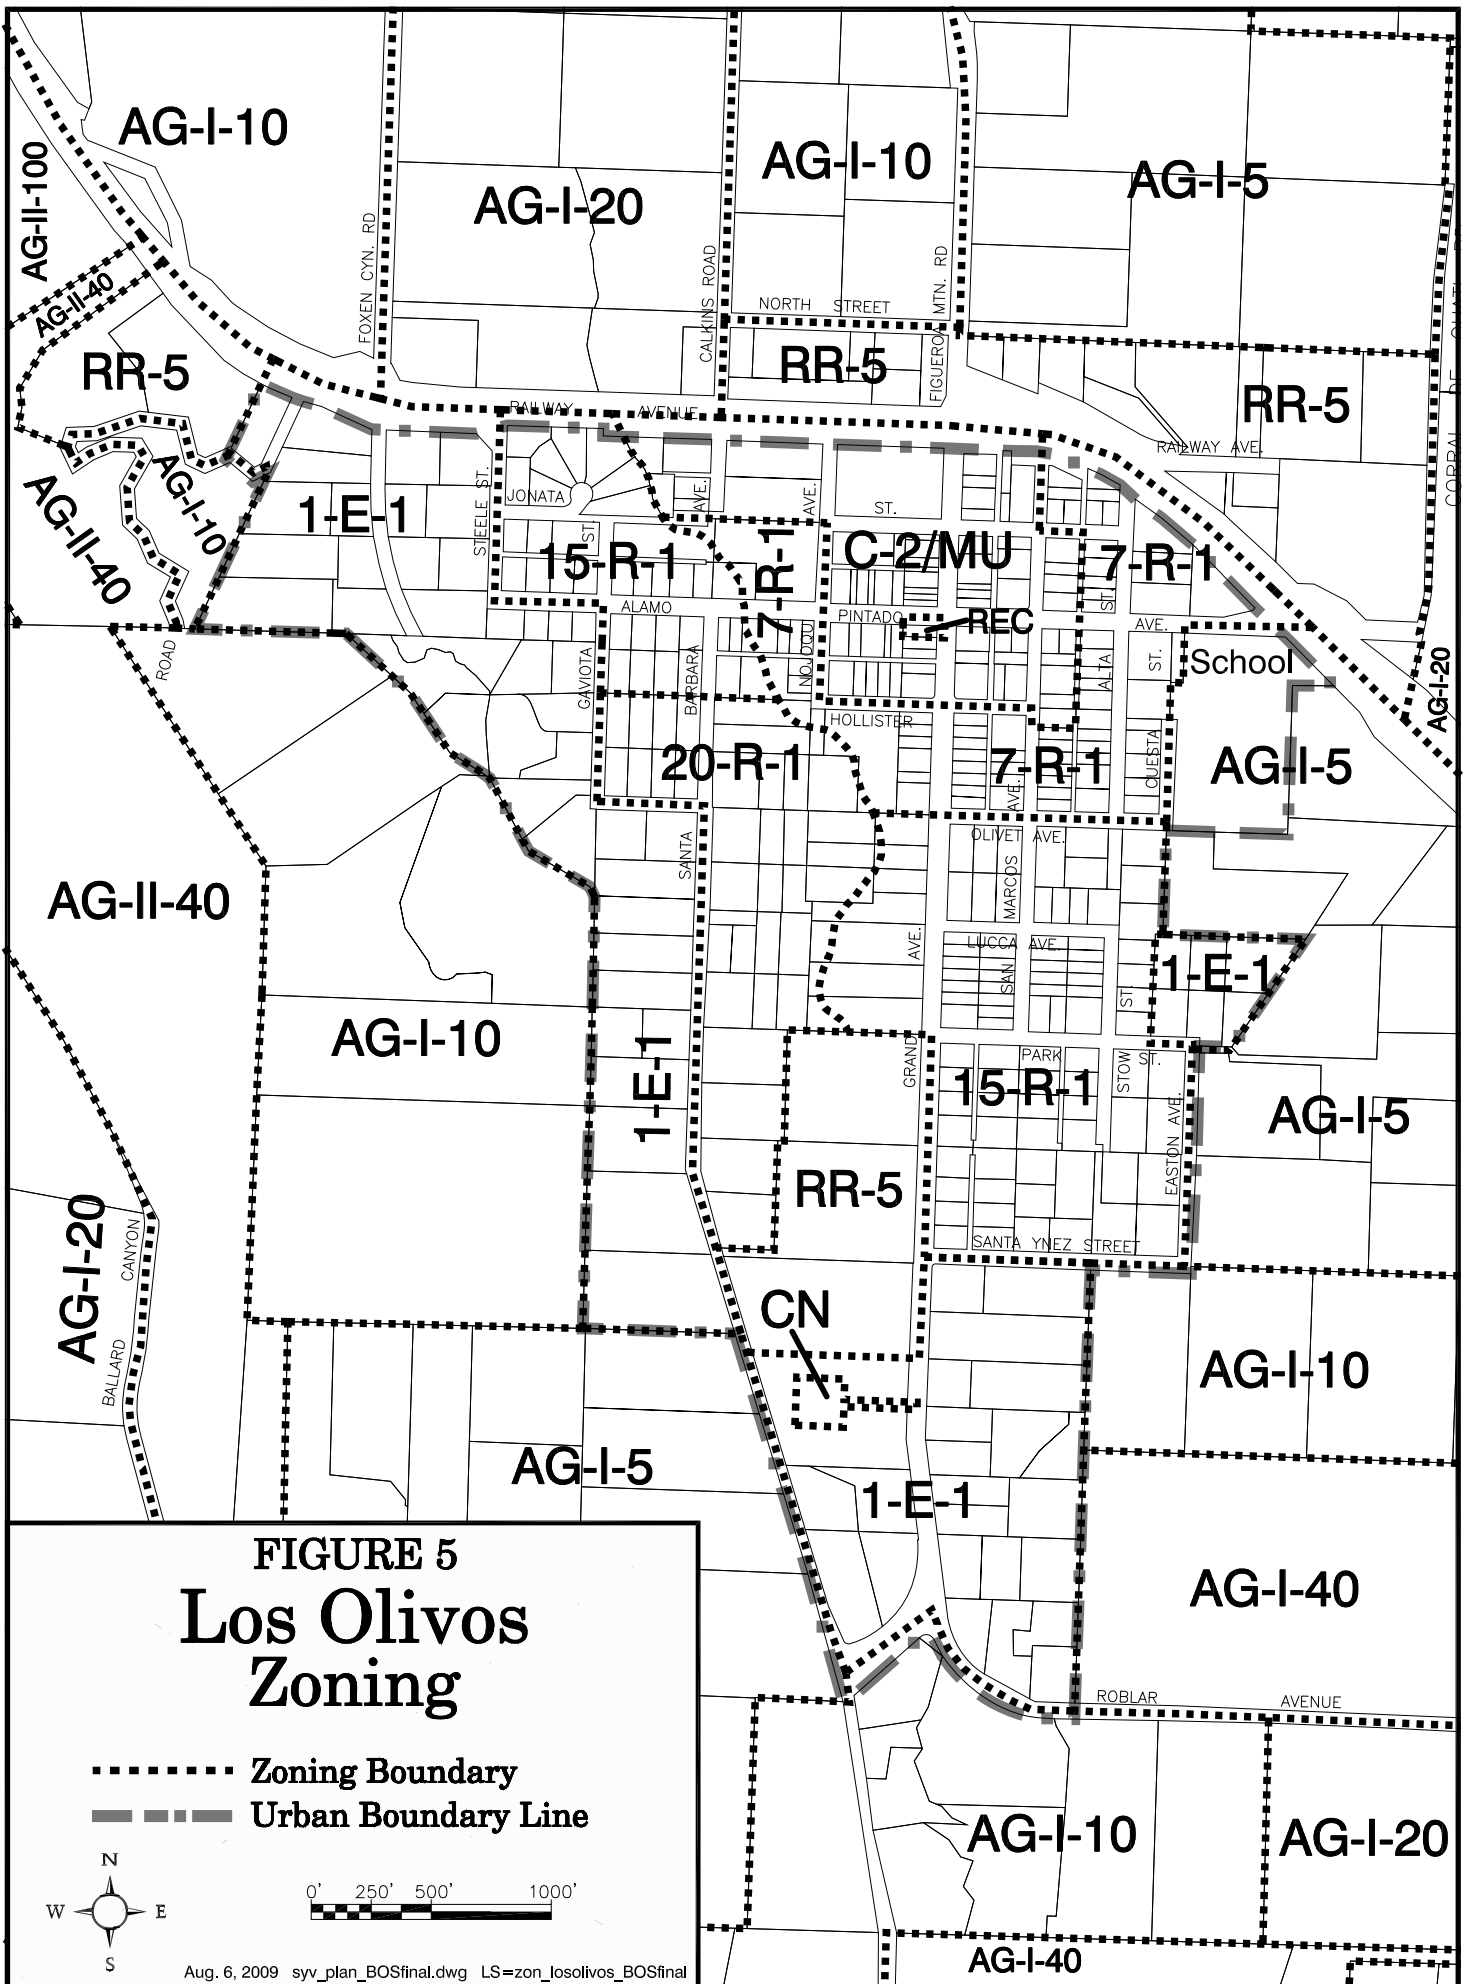 AG-I-10
AG-I-10
AG-I-5
AG-I-20
AG-II-100
FOXEN CYN. RD
CALKINS ROAD
FIGUEROA MTN. RD
AG-II-40
NORTH STREET
RR-5
RR-5
RR-5
RAILWAY AVENUE
RAILWAY AVE.
CORRAL DE
AG-I-10
AG-II-40
1-E-1
STEELE ST.
JONATA
ST.
AVE.
AVE.
ST.
15-R-1
7-R-1
C-2/MU
7-R-1
ST.
ALAMO
PINTADO
REC
AVE.
ROAD
GAVIOTA
BARBARA
NOJOQUI
ALTA
ST.
School
AG-I-20
HOLLISTER
20-R-1
7-R-1
AVE.
CUESTA
AG-I-5
OLIVET AVE.
SANTA
MARCOS
AG-II-40
AVE.
LUCCA AVE.
SAN
ST.
1-E-1
AG-I-10
1-E-1
GRAND
PARK
STOW
ST.
15-R-1
AG-I-5
EASTON AVE.
RR-5
AG-I-20
CANYON
SANTA YNEZ STREET
CN
BALLARD
AG-I-10
AG-I-5
1-E-1
AG-I-40
ROBLAR AVENUE
AG-I-10
AG-I-20
AG-I-40
FIGURE 5
Los Olivos
Zoning
Zoning Boundary
Urban Boundary Line
N
W E
S
0' 250' 500' 1000'
Aug. 6, 2009 syv_plan_BOSfinal.dwg LS=zon_losolivos_BOSfinal